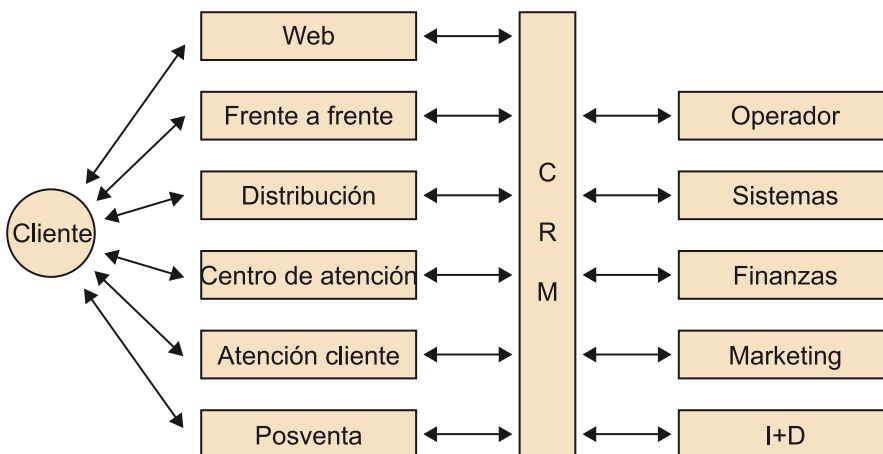 Web
Frente a frente
Operador
Distribución
C
R
M
Sistemas
Cliente
Centro de atención
Finanzas
Atención cliente
Marketing
Posventa
I+D